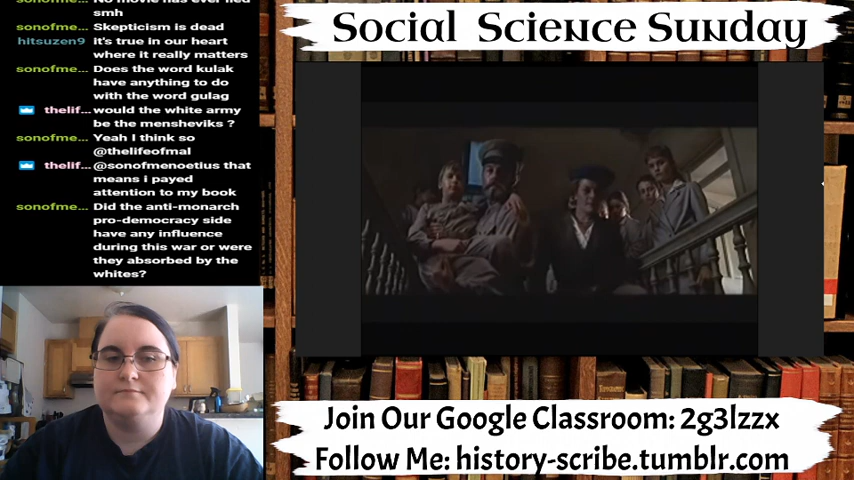 No movie has ever lied
smh
sonofme... Skepticism is dead
hitsuzen9 it's true in our heart
where it really matters
sonofme... Does the word kulak
have anything to do
with the word gulag
thelif... would the white army
be the mensheviks ?
sonofme... Yeah I think so
@thelifeofmal
thelif... @sonofmenoetius that
means i payed
attention to my book
sonofme... Did the anti-monarch
pro-democracy side
have any influence
during this war or were
they absorbed by the
whites?
Social Science Sunday
Join Our Google Classroom: 2g3lzzx
Follow Me: history-scribe.tumblr.com